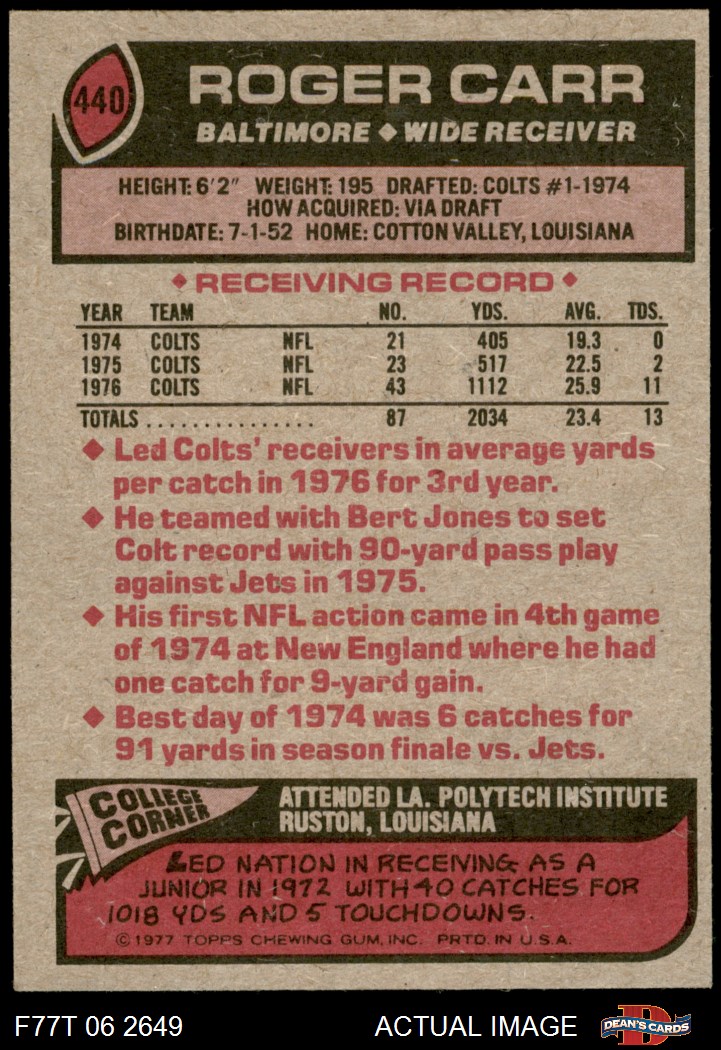 440
ROGER CARR
BALTIMORE ◆ WIDE RECEIVER
HEIGHT: 6'2" WEIGHT: 195 DRAFTED: COLTS #1-1974
HOW ACQUIRED: VIA DRAFT
BIRTHDATE: 7-1-52 HOME: COTTON VALLEY, LOUISIANA
◆ RECEIVING RECORD ◆
YEAR TEAM NO. YDS. AVG. TDS.
1974 COLTS NFL 21 405 19.3 0
1975 COLTS NFL 23 517 22.5 2
1976 COLTS NFL 43 1112 25.9 11
TOTALS . . . . . . . . . . . . . . . 87 2034 23.4 13
◆ Led Colts' receivers in average yards
per catch in 1976 for 3rd year.
◆ He teamed with Bert Jones to set
Colt record with 90-yard pass play
against Jets in 1975.
◆ His first NFL action came in 4th game
of 1974 at New England where he had
one catch for 9-yard gain.
◆ Best day of 1974 was 6 catches for
91 yards in season finale vs. Jets.
COLLEGE
CORNER
ATTENDED LA. POLYTECH INSTITUTE
RUSTON, LOUISIANA
LED NATION IN RECEIVING AS A
JUNIOR IN 1972 WITH 40 CATCHES FOR
1018 YDS AND 5 TOUCHDOWNS.
© 1977 TOPPS CHEWING GUM, INC. PRTD. IN U.S.A.
F77T 06 2649 ACTUAL IMAGE
D
DEAN'S CARDS